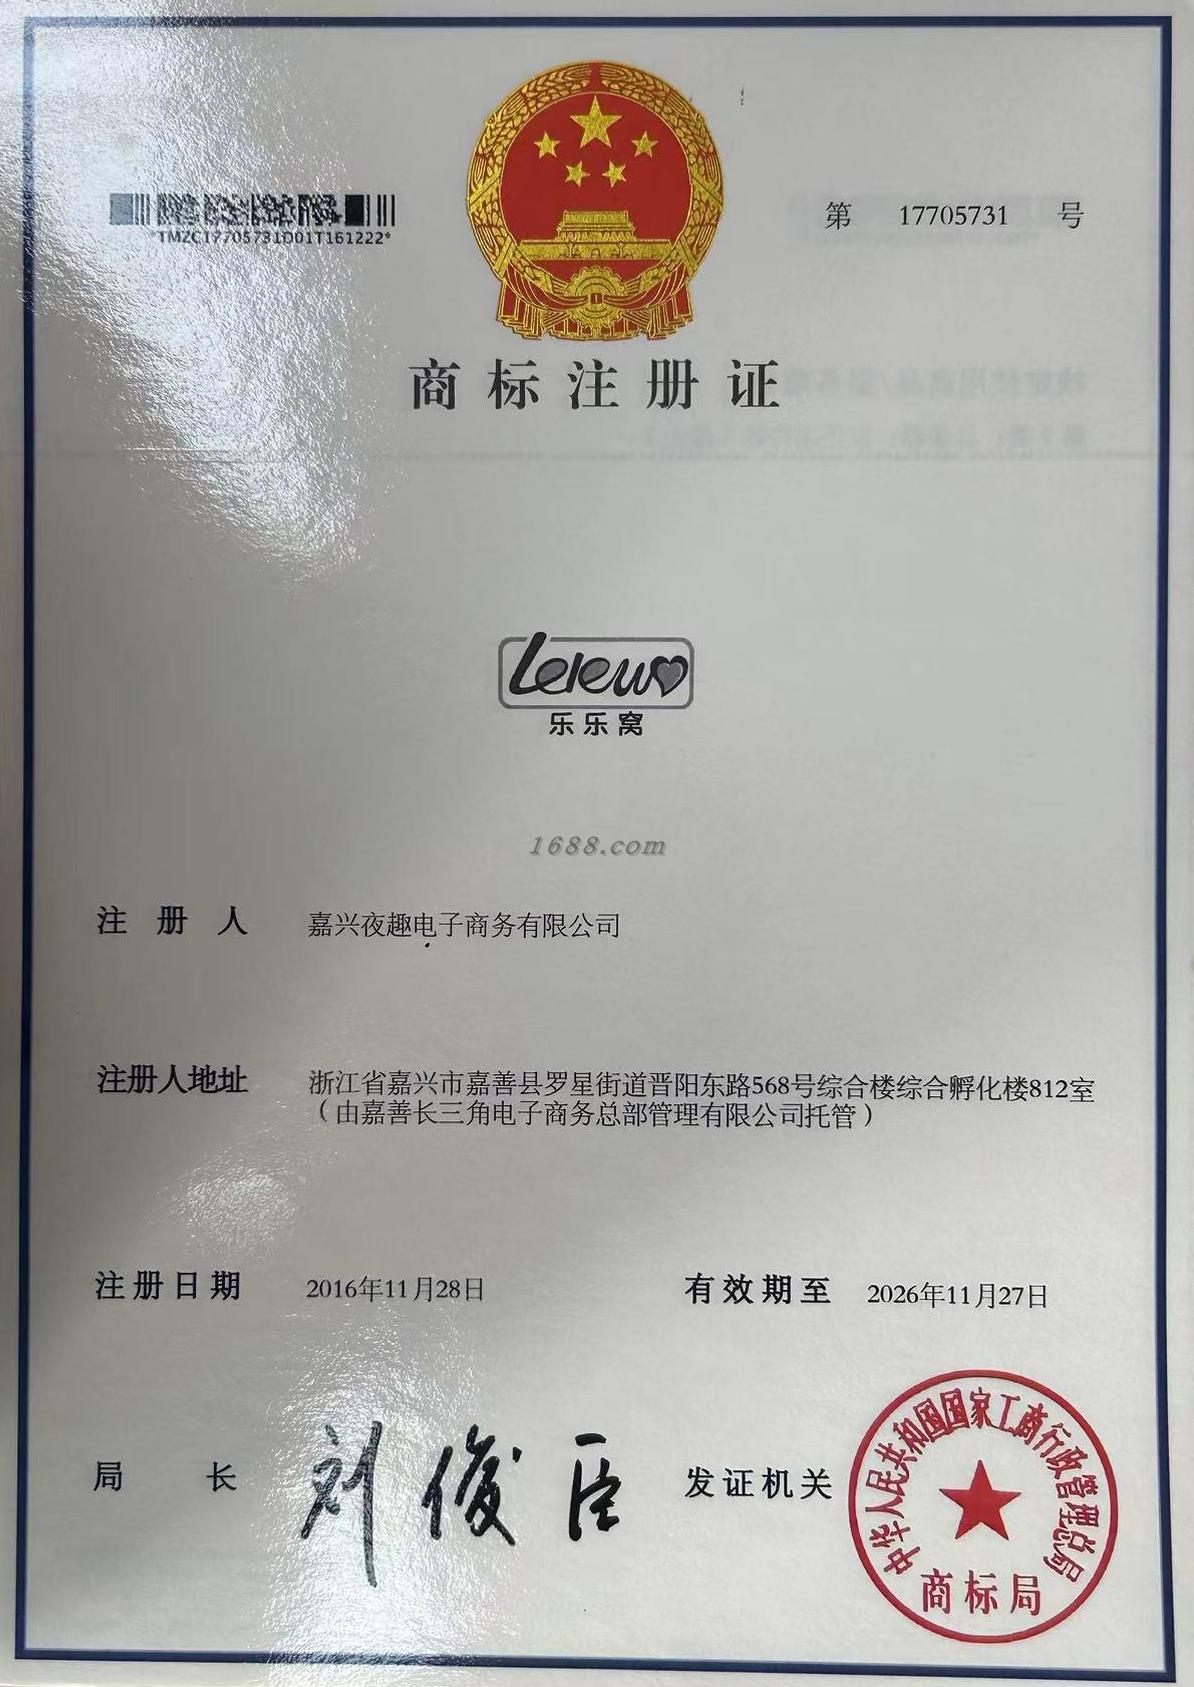 *TMZC17705731D01T161222*
第 17705731 号
商标注册证
Lelewo
乐乐窝
1688.com
注册人 嘉兴夜趣电子商务有限公司
注册人地址 浙江省嘉兴市嘉善县罗星街道晋阳东路568号综合楼综合孵化楼812室
（由嘉善长三角电子商务总部管理有限公司托管）
注册日期 2016年11月28日 有效期至 2026年11月27日
局长 刘俊臣 发证机关
中华人民共和国国家工商行政管理总局
商标局